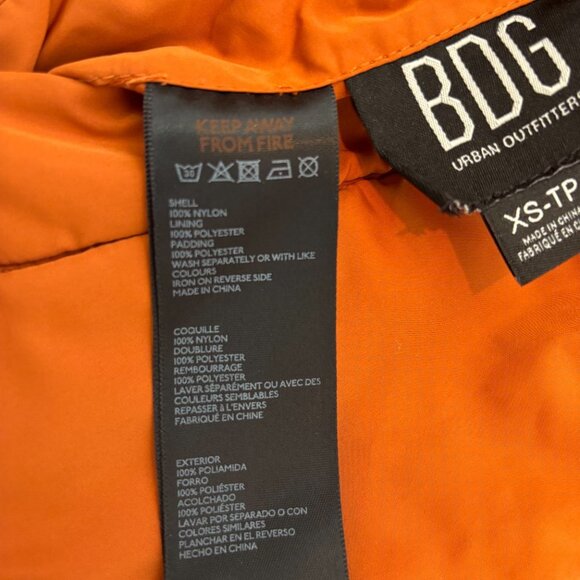 KEEP AWAY
FROM FIRE
30
SHELL
100% NYLON
LINING
100% POLYESTER
PADDING
100% POLYESTER
WASH SEPARATELY OR WITH LIKE
COLOURS
IRON ON REVERSE SIDE
MADE IN CHINA
COQUILLE
100% NYLON
DOUBLURE
100% POLYESTER
REMBOURRAGE
100% POLYESTER
LAVER SÉPARÉMENT OU AVEC DES
COULEURS SEMBLABLES
REPASSER À L'ENVERS
FABRIQUÉ EN CHINE
EXTERIOR
100% POLIAMIDA
FORRO
100% POLIÉSTER
ACOLCHADO
100% POLIÉSTER
LAVAR POR SEPARADO O CON
COLORES SIMILARES
PLANCHAR EN EL REVERSO
HECHO EN CHINA
BDG
URBAN OUTFITTERS
XS-TP
MADE IN CHINA
FABRIQUÉ EN